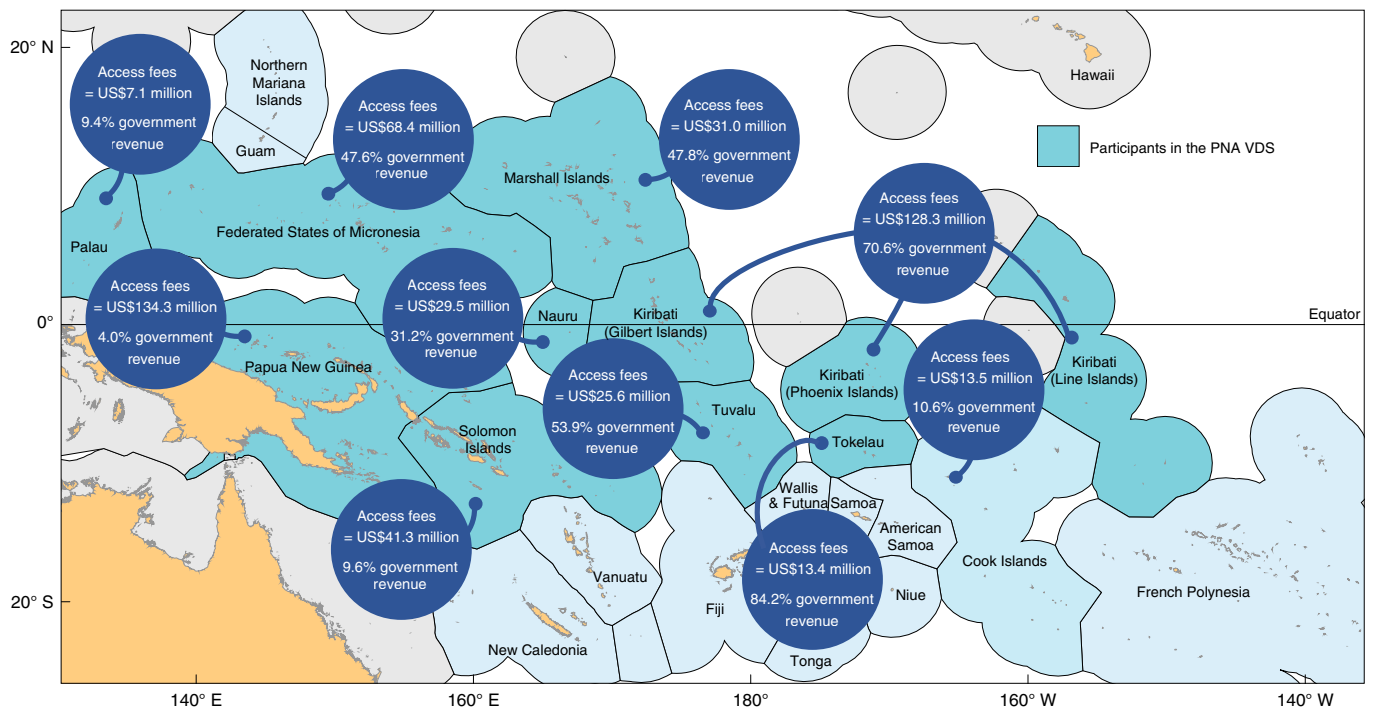 20° N
0°
20° S
140° E
160° E
180°
160° W
140° W
Access fees
= US$7.1 million
9.4% government
revenue
Northern
Mariana
Islands
Guam
Access fees
= US$68.4 million
47.6% government
revenue
Marshall Islands
Access fees
= US$31.0 million
47.8% government
revenue
Hawaii
Participants in the PNA VDS
Access fees
= US$128.3 million
70.6% government
revenue
Palau
Federated States of Micronesia
Access fees
= US$134.3 million
4.0% government
revenue
Access fees
= US$29.5 million
31.2% government
revenue
Nauru
Kiribati
(Gilbert Islands)
Equator
Papua New Guinea
Access fees
= US$25.6 million
53.9% government
revenue
Tuvalu
Kiribati
(Phoenix Islands)
Access fees
= US$13.5 million
10.6% government
revenue
Kiribati
(Line Islands)
Solomon
Islands
Tokelau
Access fees
= US$41.3 million
9.6% government
revenue
Wallis
& Futuna
Samoa
American
Samoa
Access fees
= US$13.4 million
84.2% government
revenue
Vanuatu
Fiji
Niue
Cook Islands
French Polynesia
New Caledonia
Tonga